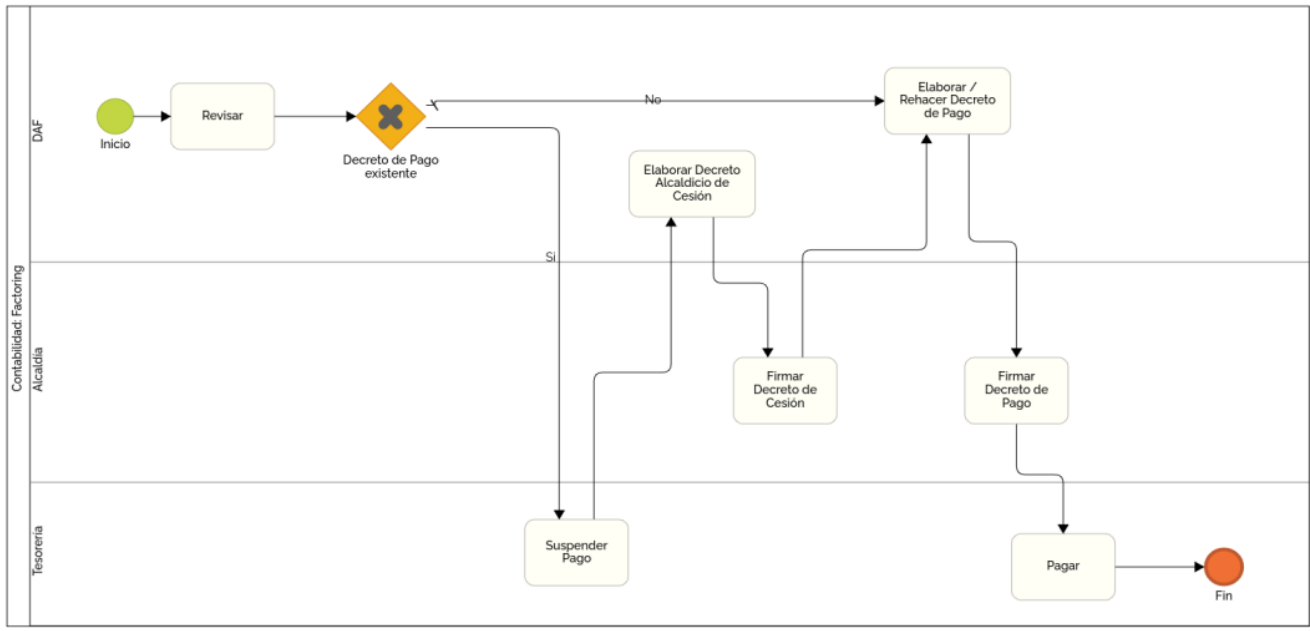 Contabilidad: Factoring
DAF
Inicio
Revisar
Decreto de Pago
existente
No
Elaborar /
Rehacer Decreto
de Pago
Elaborar Decreto
Alcaldicio de
Cesión
Si
Alcaldía
Firmar
Decreto de
Cesión
Firmar
Decreto de
Pago
Tesorería
Suspender
Pago
Pagar
Fin